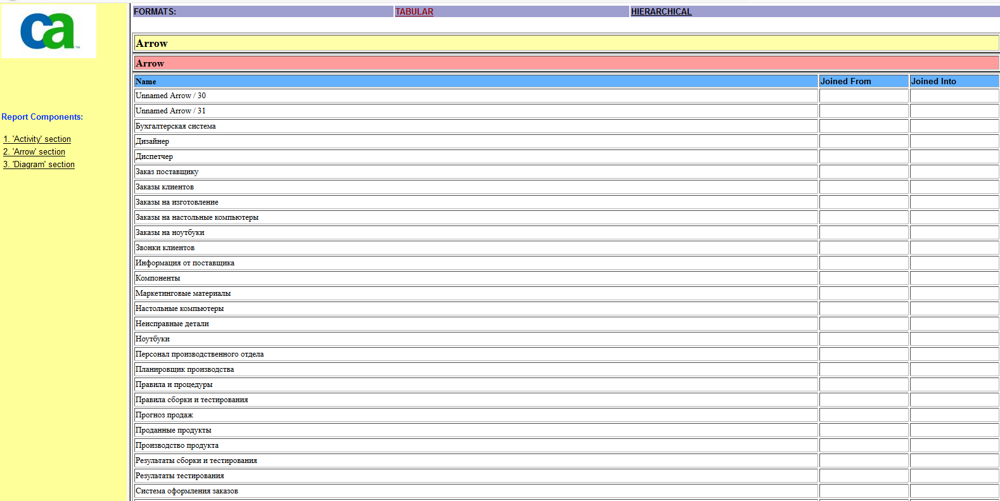 ca™
Report Components:
1. 'Activity' section
2. 'Arrow' section
3. 'Diagram' section
FORMATS: TABULAR HIERARCHICAL
Arrow
Arrow
Name Joined From Joined Into
Unnamed Arrow / 30
Unnamed Arrow / 31
Бухгалтерская система
Дизайнер
Диспетчер
Заказ поставщику
Заказы клиентов
Заказы на изготовление
Заказы на настольные компьютеры
Заказы на ноутбуки
Звонки клиентов
Информация от поставщика
Компоненты
Маркетинговые материалы
Настольные компьютеры
Неисправные детали
Ноутбуки
Персонал производственного отдела
Планировщик производства
Правила и процедуры
Правила сборки и тестирования
Прогноз продаж
Проданные продукты
Производство продукта
Результаты сборки и тестирования
Результаты тестирования
Система оформления заказов